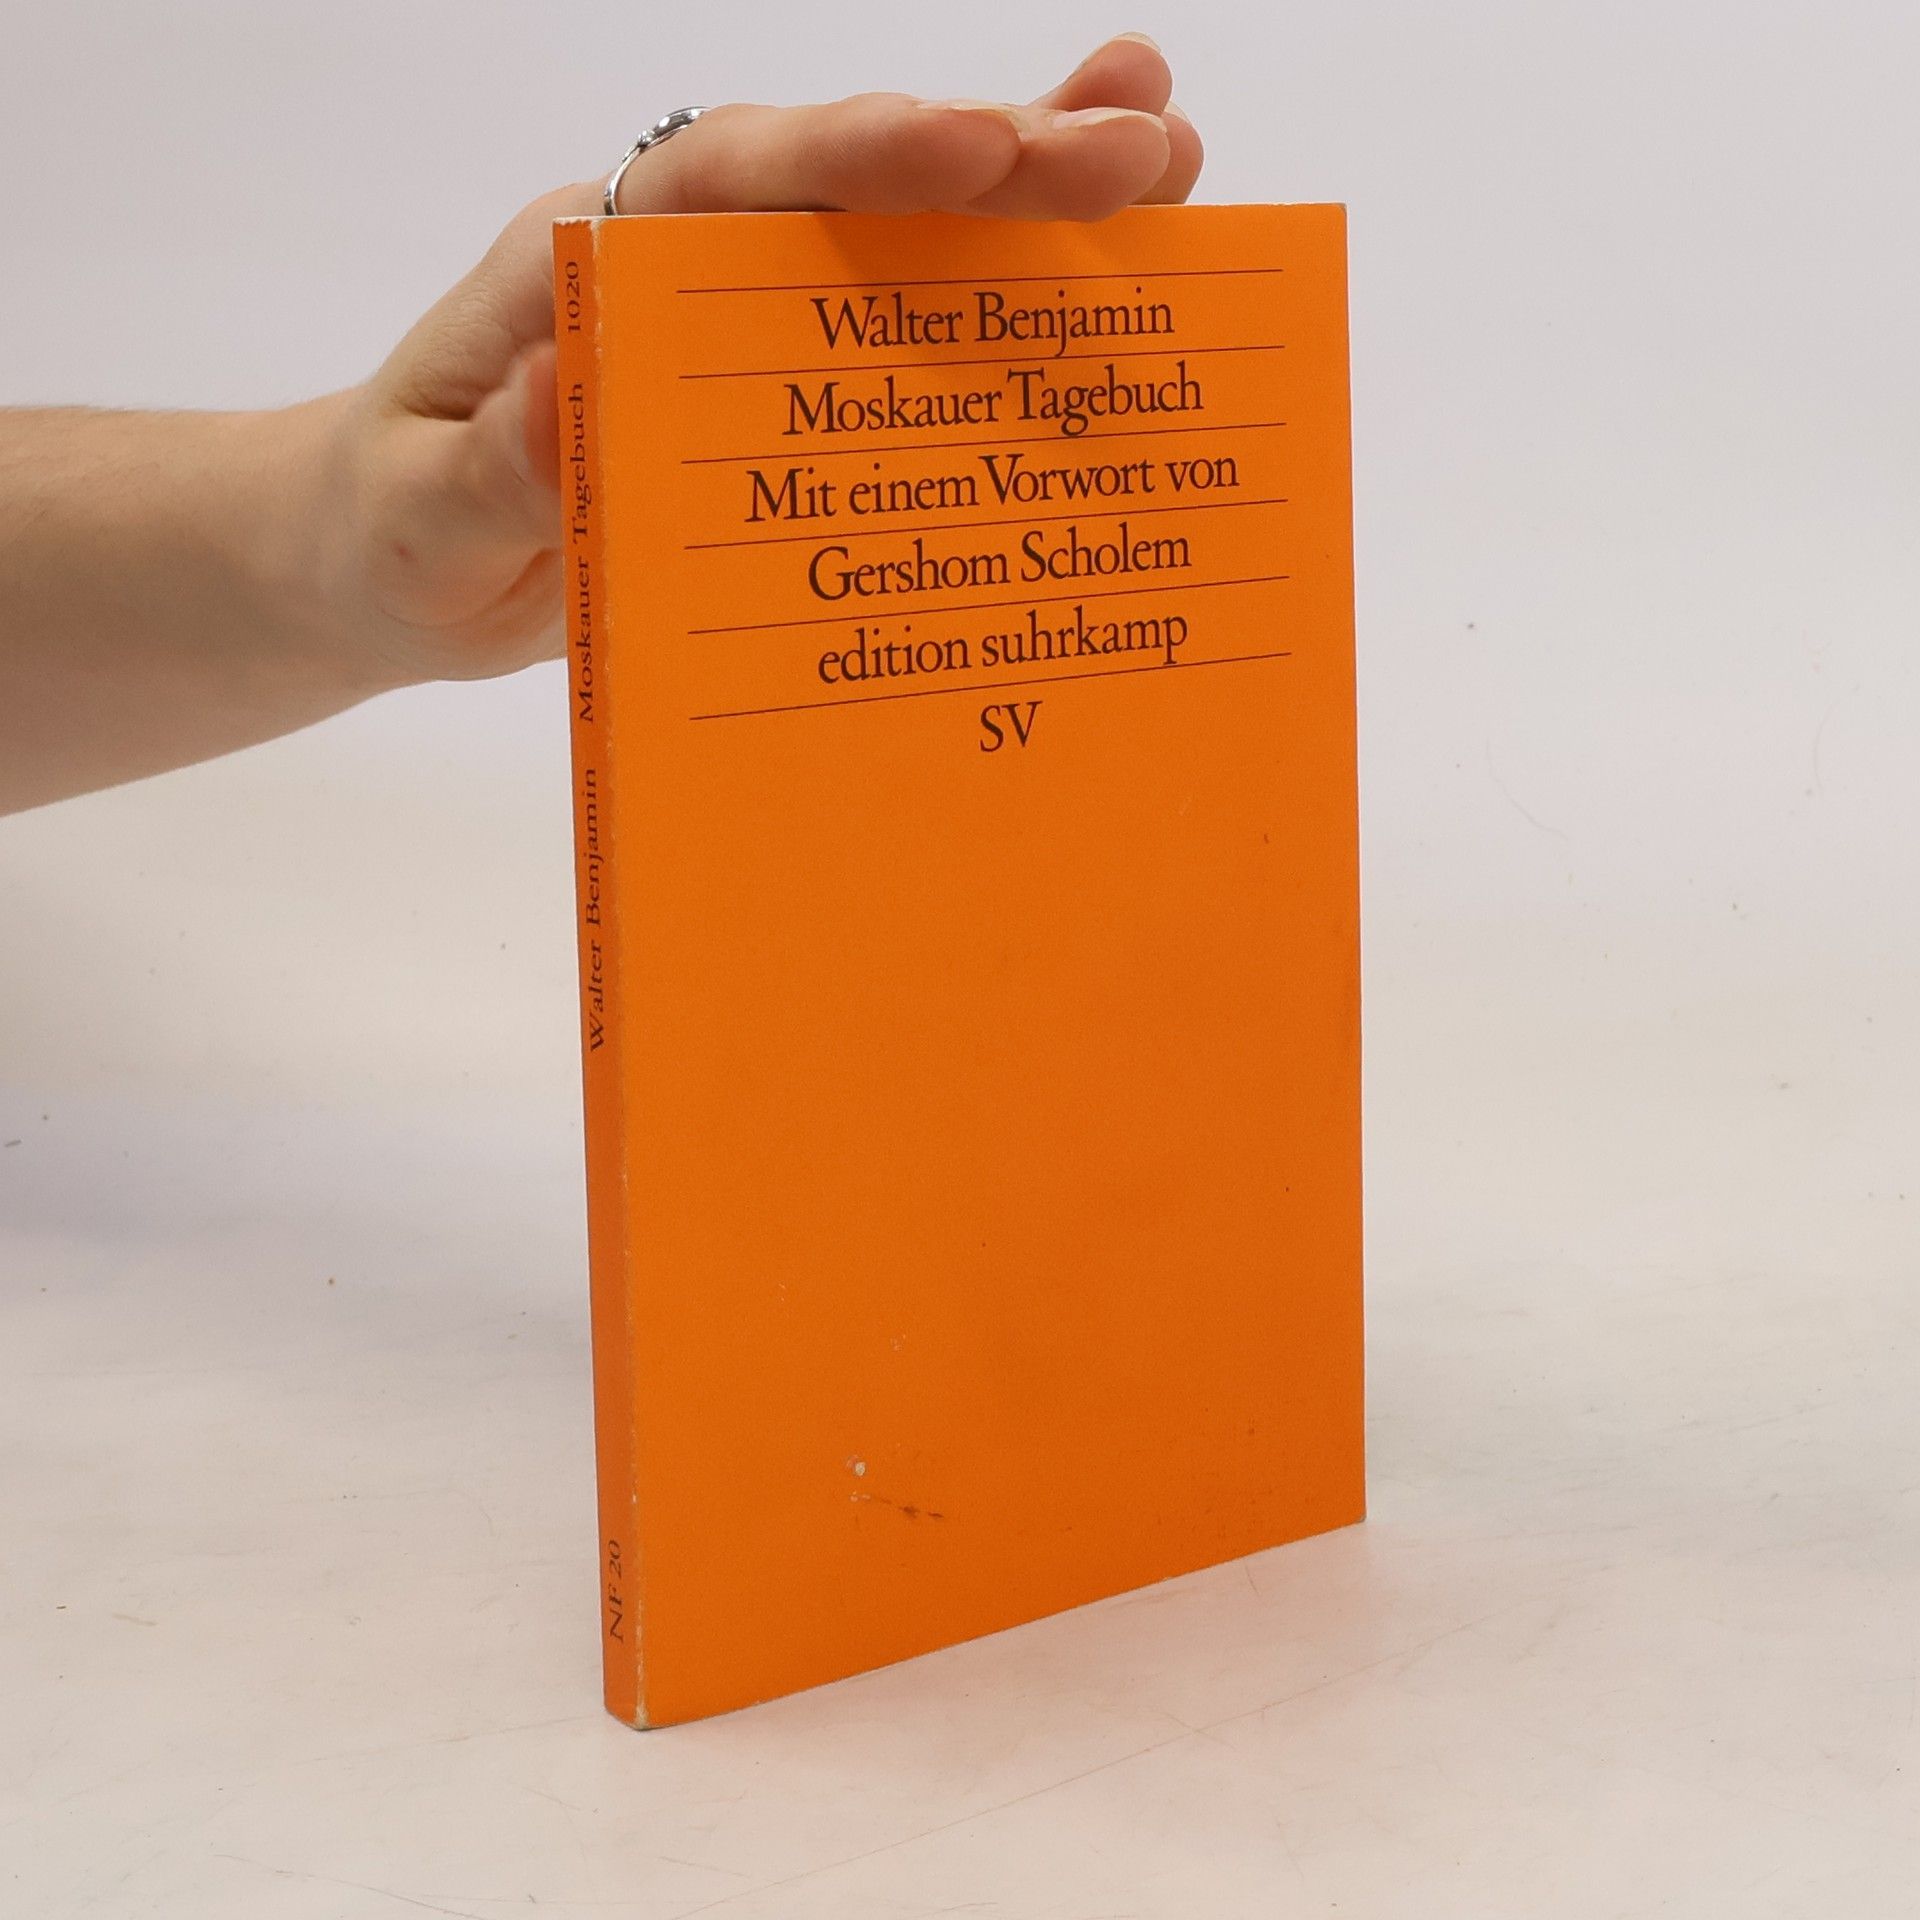 Walter Benjamin
Moskauer Tagebuch
Mit einem Vorwort von
Gershom Scholem
edition suhrkamp
SV
Walter Benjamin Moskauer Tagebuch 1020
NF 20